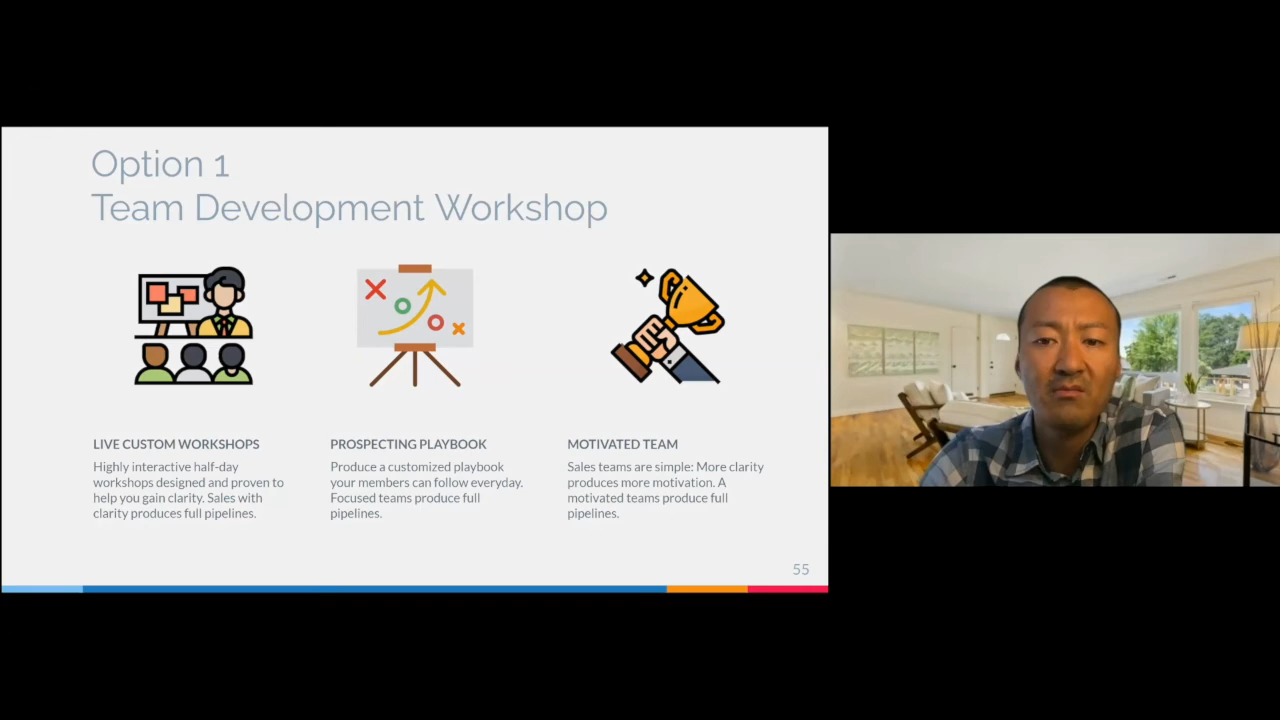 Option 1
Team Development Workshop
LIVE CUSTOM WORKSHOPS
Highly interactive half-day
workshops designed and proven to
help you gain clarity. Sales with
clarity produces full pipelines.
PROSPECTING PLAYBOOK
Produce a customized playbook
your members can follow everyday.
Focused teams produce full
pipelines.
MOTIVATED TEAM
Sales teams are simple: More clarity
produces more motivation. A
motivated teams produce full
pipelines.
55